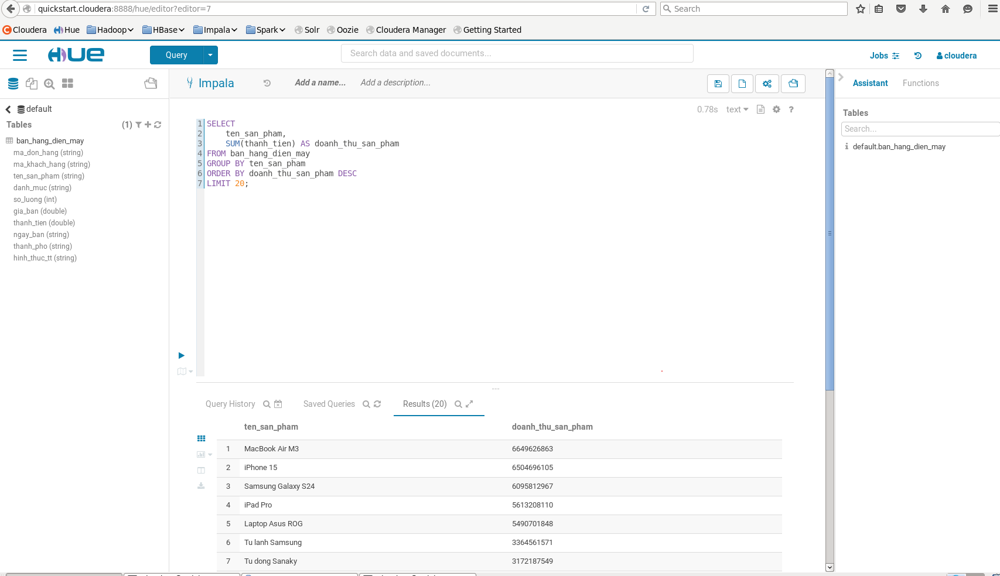 quickstart.cloudera:8888/hue/editor?editor=7
Search
Cloudera Hue Hadoop HBase Impala Spark Solr Oozie Cloudera Manager Getting Started
HUE
Query
Search data and saved documents...
Jobs
cloudera
Impala
Add a name...
Add a description...
Assistant
Functions
default
Tables
(1)
ban_hang_dien_may
ma_don_hang (string)
ma_khach_hang (string)
ten_san_pham (string)
danh_muc (string)
so_luong (int)
gia_ban (double)
thanh_tien (double)
ngay_ban (string)
thanh_pho (string)
hinh_thuc_tt (string)
0.78s text ?
1 SELECT
2 ten_san_pham,
3 SUM(thanh_tien) AS doanh_thu_san_pham
4 FROM ban_hang_dien_may
5 GROUP BY ten_san_pham
6 ORDER BY doanh_thu_san_pham DESC
7 LIMIT 20;
Tables
Search...
default.ban_hang_dien_may
Query History
Saved Queries
Results (20)
ten_san_pham doanh_thu_san_pham
1 MacBook Air M3 6649626863
2 iPhone 15 6504696105
3 Samsung Galaxy S24 6095812967
4 iPad Pro 5613208110
5 Laptop Asus ROG 5490701848
6 Tu lanh Samsung 3364561571
7 Tu dong Sanaky 3172187549